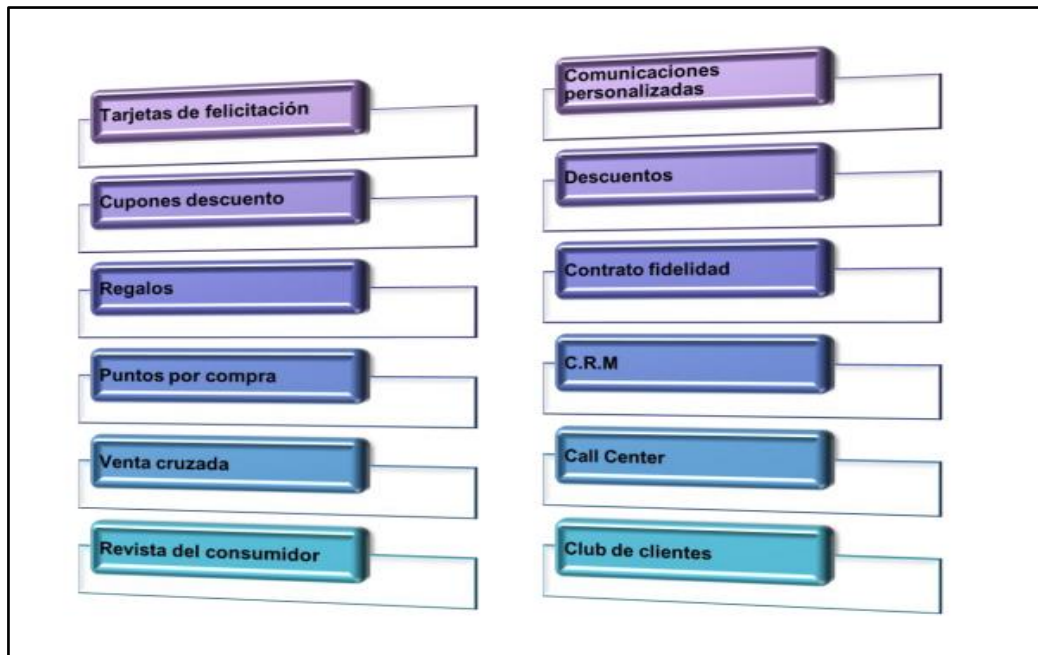 Tarjetas de felicitación
Cupones descuento
Regalos
Puntos por compra
Venta cruzada
Revista del consumidor
Comunicaciones
personalizadas
Descuentos
Contrato fidelidad
C.R.M
Call Center
Club de clientes